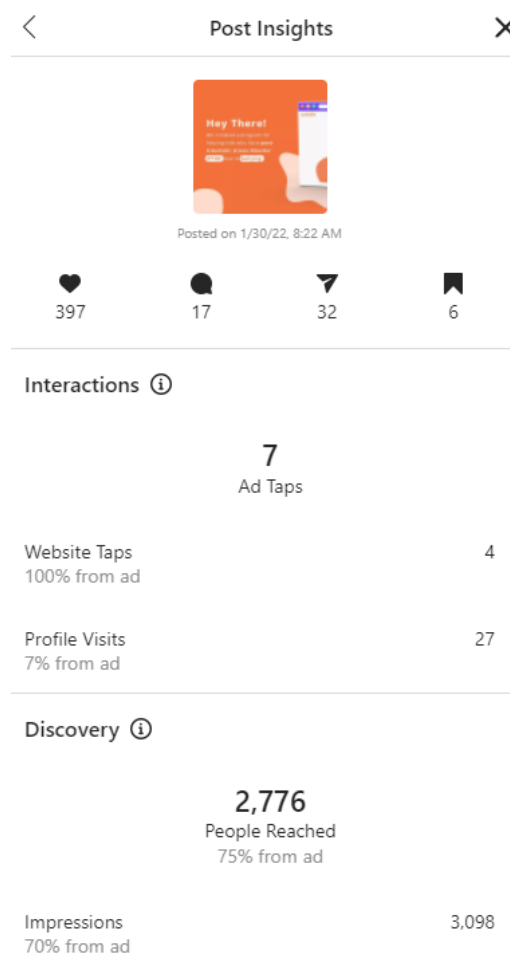 Post Insights
Hey There!
Posted on 1/30/22, 8:22 AM
397 17 32 6
Interactions
7
Ad Taps
Website Taps 4
100% from ad
Profile Visits 27
7% from ad
Discovery
2,776
People Reached
75% from ad
Impressions 3,098
70% from ad